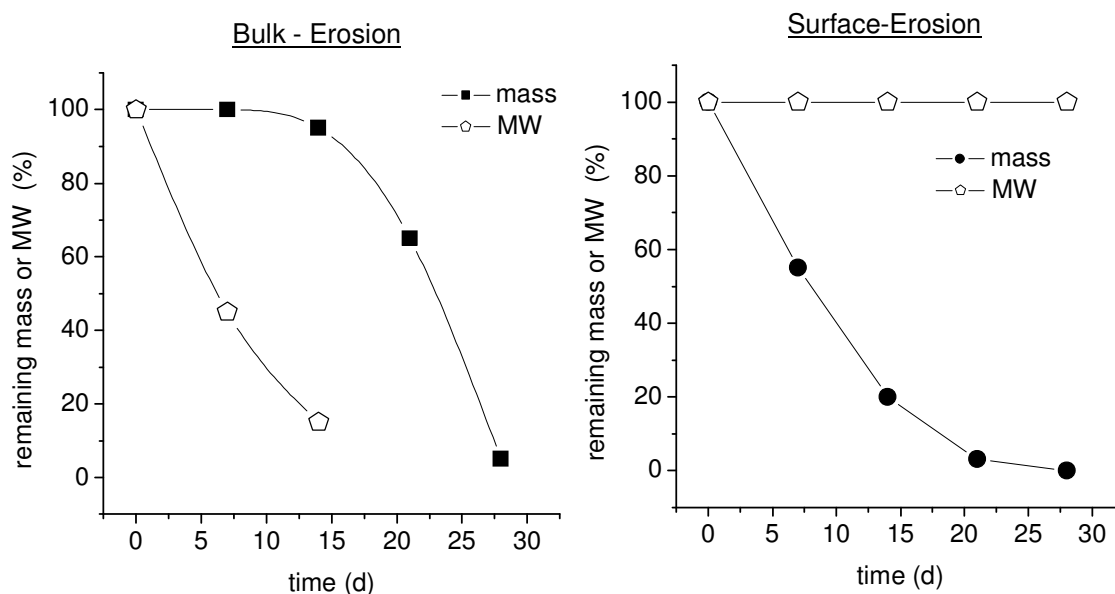 Bulk - Erosion
mass
MW
remaining mass or MW (%)
100
80
60
40
20
0
0 5 10 15 20 25 30
time (d)
Surface-Erosion
mass
MW
remaining mass or MW (%)
100
80
60
40
20
0
0 5 10 15 20 25 30
time (d)